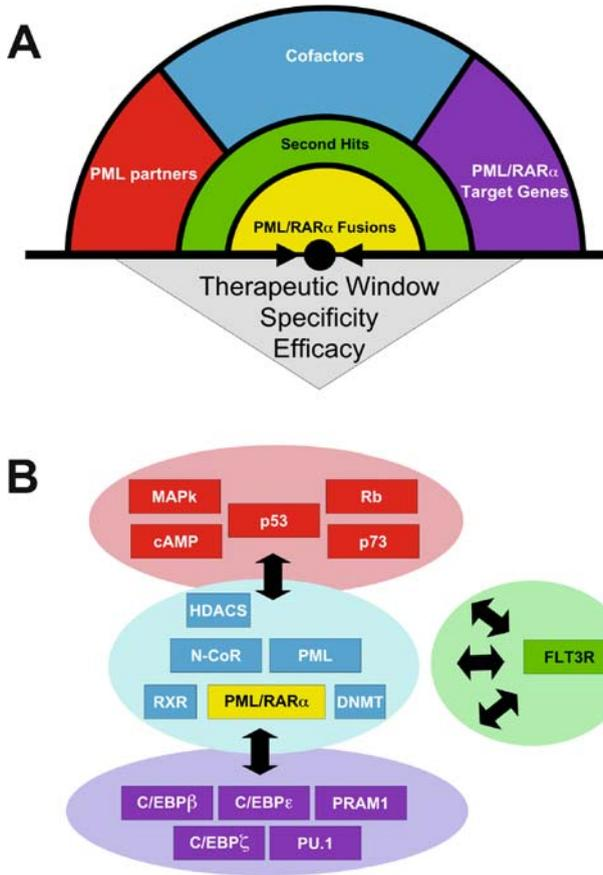 A
Cofactors
Second Hits
PML partners
PML/RARα
Target Genes
PML/RARα Fusions
Therapeutic Window
Specificity
Efficacy
B
MAPk
Rb
p53
cAMP
p73
HDACS
N-CoR
PML
FLT3R
RXR
PML/RARα
DNMT
C/EBPβ
C/EBPε
PRAM1
C/EBPζ
PU.1